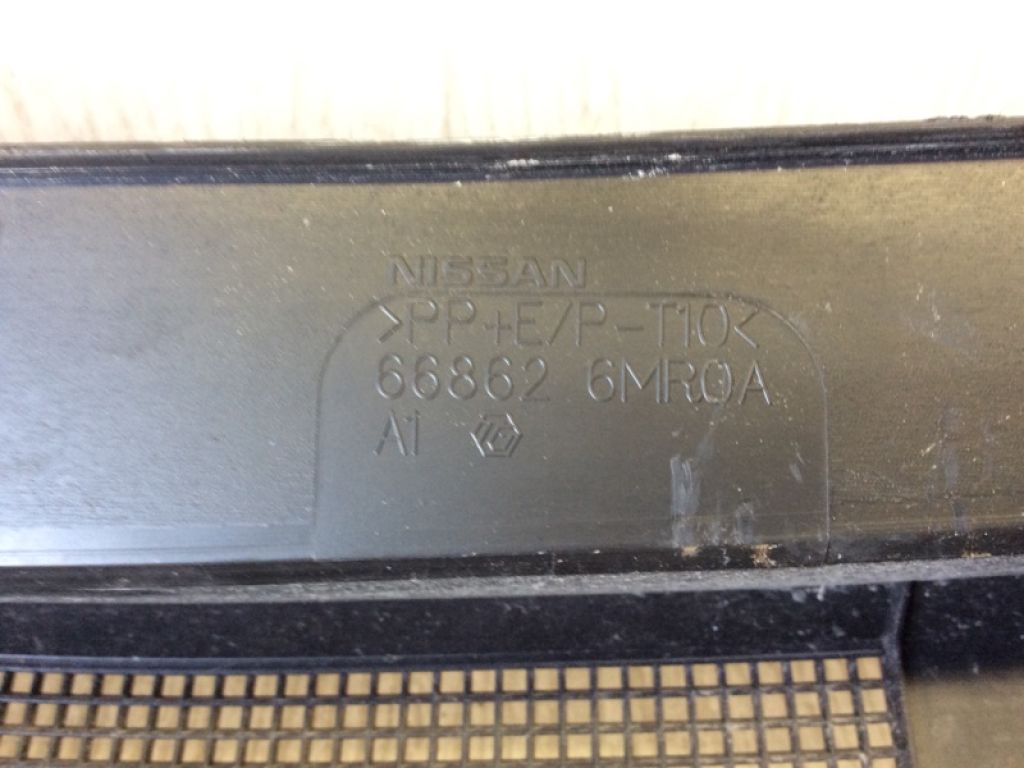 NISSAN
>PP+E/P-T10<
66862 6MR0A
A1